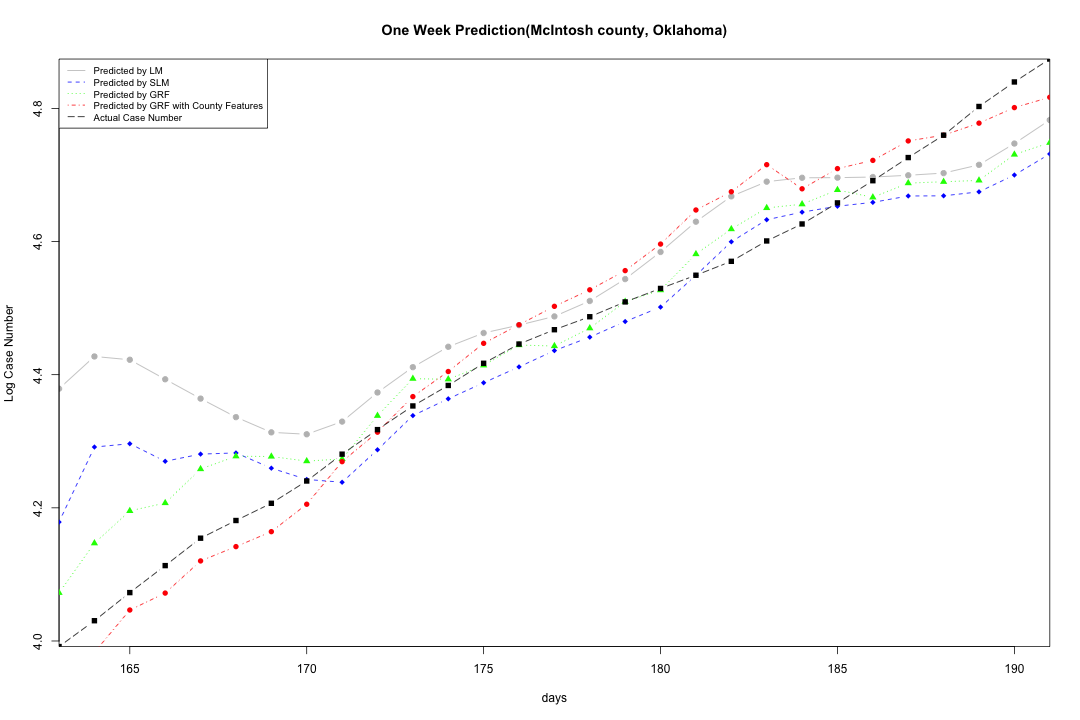 One Week Prediction(McIntosh county, Oklahoma)
Predicted by LM
Predicted by SLM
Predicted by GRF
Predicted by GRF with County Features
Actual Case Number
Log Case Number
4.8
4.6
4.4
4.2
4.0
165 170 175 180 185 190
days